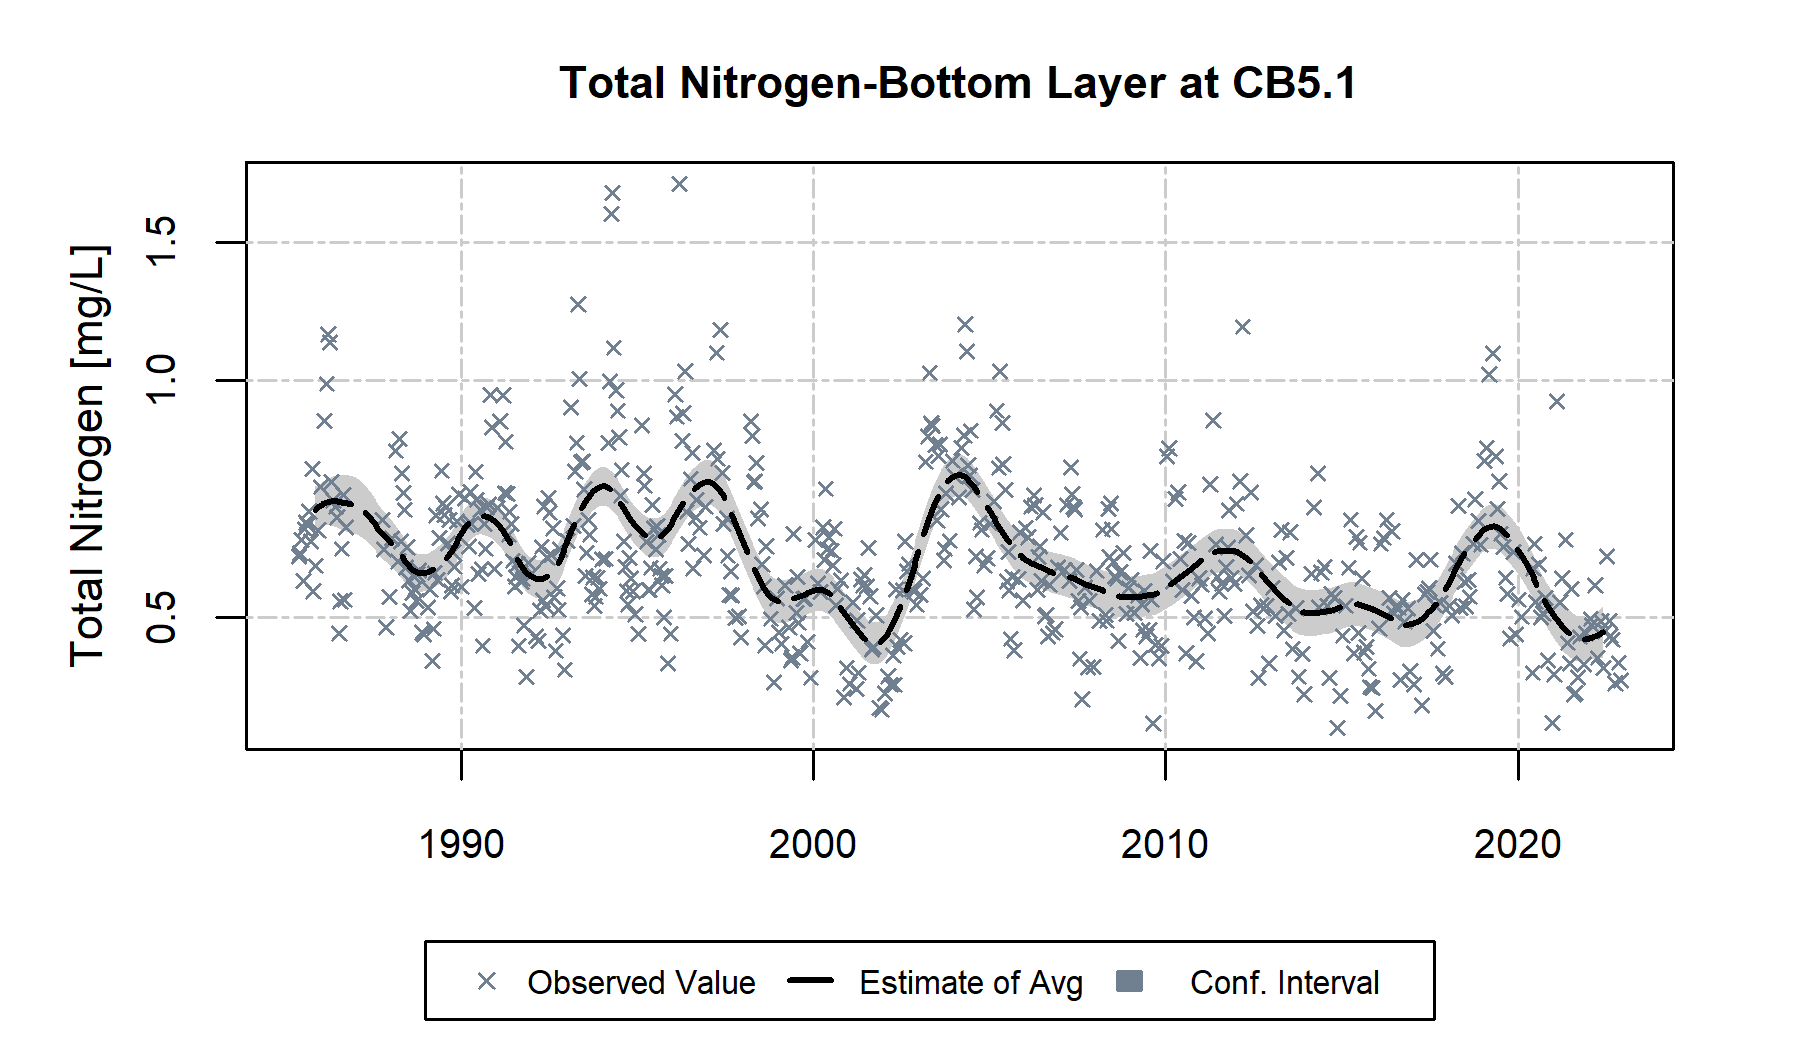 Total Nitrogen-Bottom Layer at CB5.1
Total Nitrogen [mg/L]
1.5
1.0
0.5
1990 2000 2010 2020
Observed Value Estimate of Avg Conf. Interval